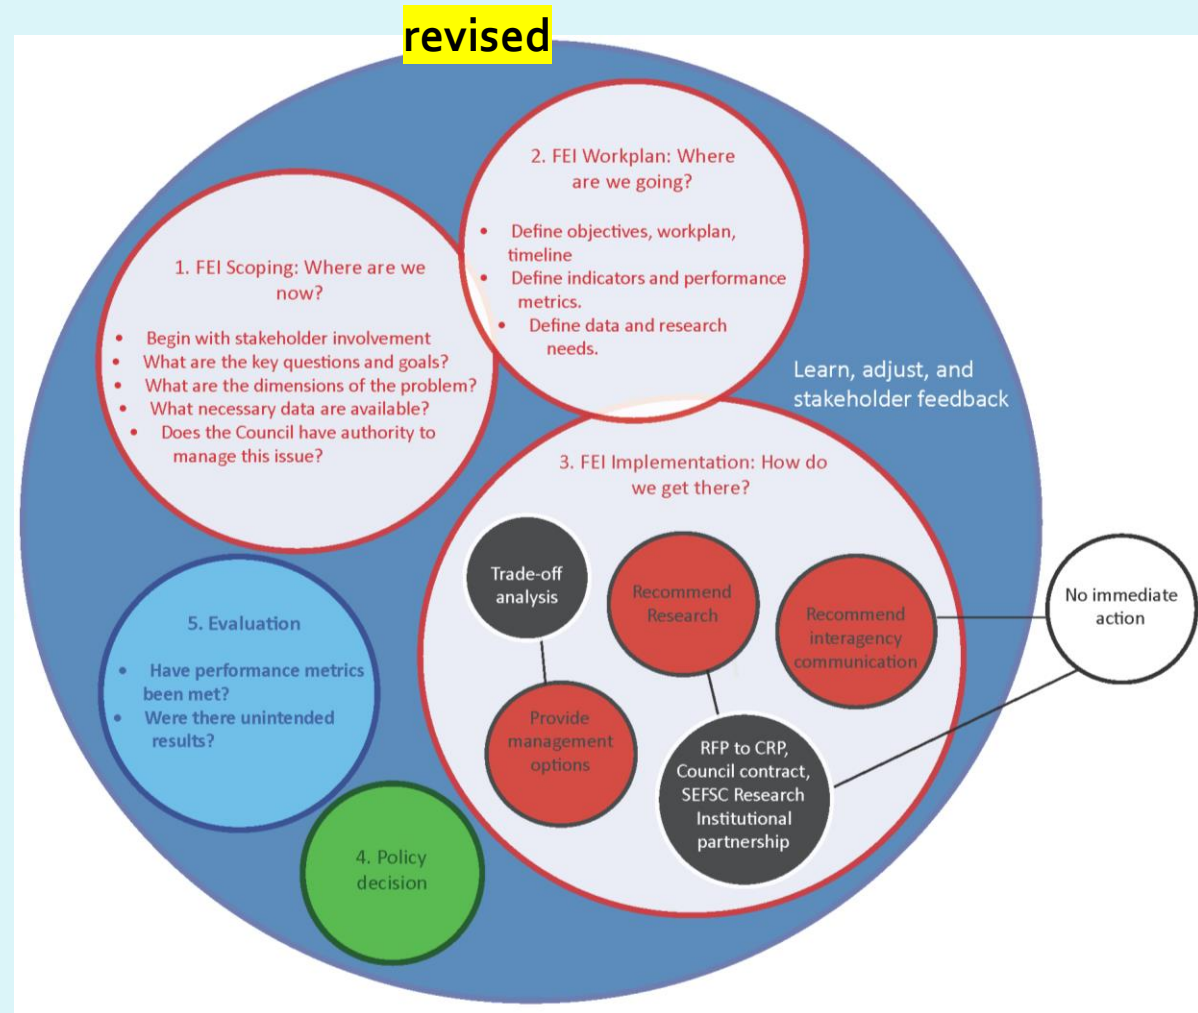 revised
1. FEI Scoping: Where are we
now?
• Begin with stakeholder involvement
• What are the key questions and goals?
• What are the dimensions of the problem?
• What necessary data are available?
• Does the Council have authority to
manage this issue?
2. FEI Workplan: Where
are we going?
• Define objectives, workplan,
timeline
• Define indicators and performance
metrics.
• Define data and research
needs.
Learn, adjust, and
stakeholder feedback
3. FEI Implementation: How do
we get there?
Trade-off
analysis
Recommend
Research
Recommend
interagency
communication
No immediate
action
Provide
management
options
RFP to CRP,
Council contract,
SEFSC Research
Institutional
partnership
4. Policy
decision
5. Evaluation
• Have performance metrics
been met?
• Were there unintended
results?